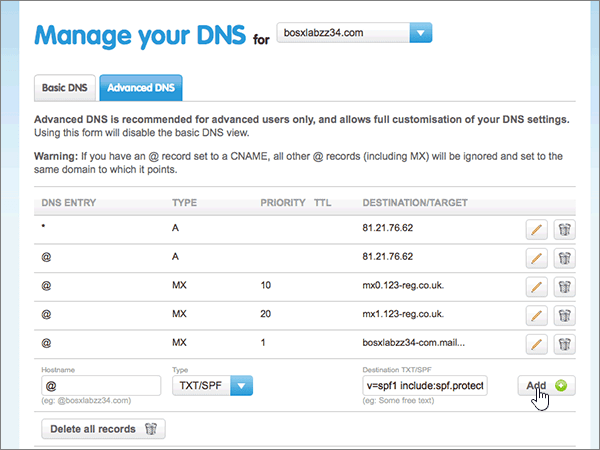 Manage your DNS for bosxlabzz34.com
Basic DNS Advanced DNS
Advanced DNS is recommended for advanced users only, and allows full customisation of your DNS settings.
Using this form will disable the basic DNS view.
Warning: If you have an @ record set to a CNAME, all other @ records (including MX) will be ignored and set to the
same domain to which it points.
DNS ENTRY TYPE PRIORITY TTL DESTINATION/TARGET
* A 81.21.76.62
@ A 81.21.76.62
@ MX 10 mx0.123-reg.co.uk.
@ MX 20 mx1.123-reg.co.uk.
@ MX 1 bosxlabzz34-com.mail...
Hostname Type Destination TXT/SPF
@ TXT/SPF v=spf1 include:spf.protect Add
(eg: @bosxlabzz34.com) (eg: Some free text)
Delete all records